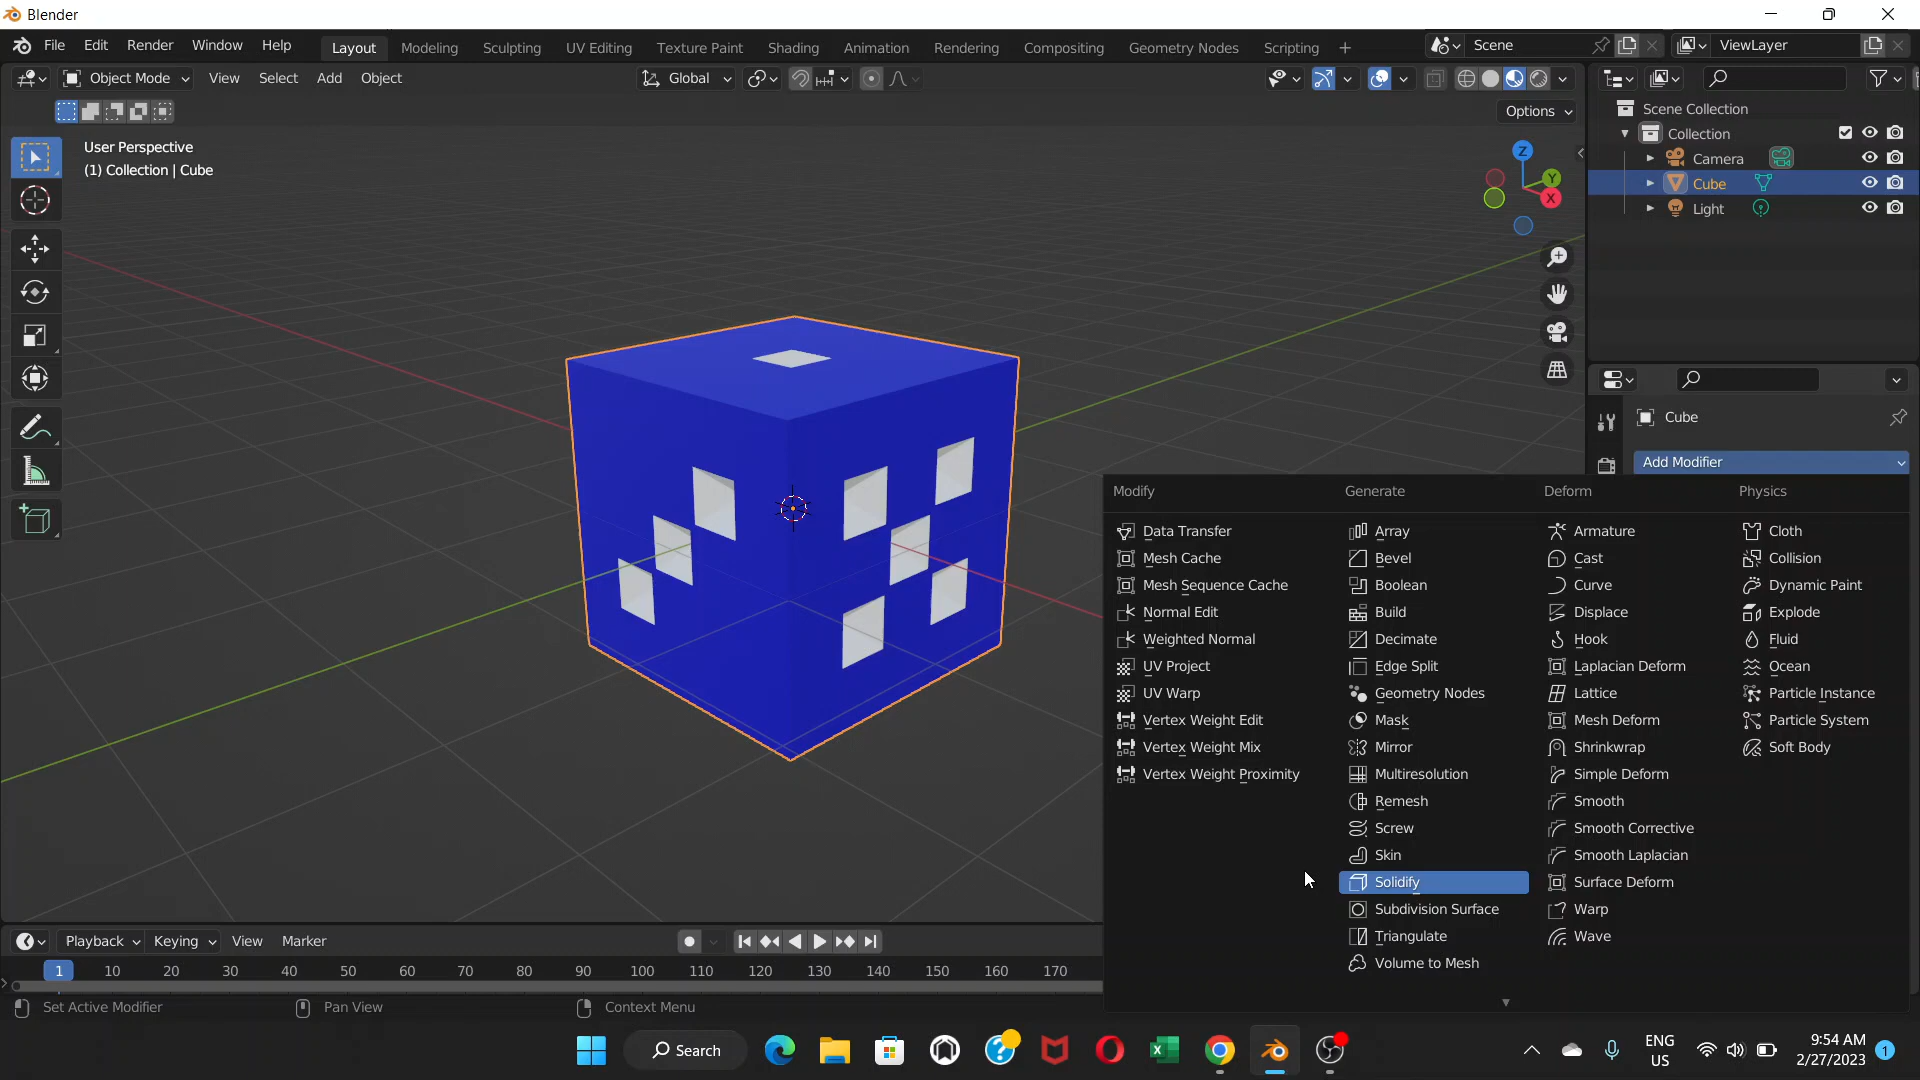 Blender
File Edit Render Window Help Layout Modeling Sculpting UV Editing Texture Paint Shading Animation Rendering Compositing Geometry Nodes Scripting + Scene ViewLayer
Object Mode View Select Add Object Global
Options
User Perspective
(1) Collection | Cube
Z
Y
X
Scene Collection
Collection
Camera
Cube
Light
Cube
Add Modifier
Modify Generate Deform Physics
Data Transfer Array Armature Cloth
Mesh Cache Bevel Cast Collision
Mesh Sequence Cache Boolean Curve Dynamic Paint
Normal Edit Build Displace Explode
Weighted Normal Decimate Hook Fluid
UV Project Edge Split Laplacian Deform Ocean
UV Warp Geometry Nodes Lattice Particle Instance
Vertex Weight Edit Mask Mesh Deform Particle System
Vertex Weight Mix Mirror Shrinkwrap Soft Body
Vertex Weight Proximity Multiresolution Simple Deform
Remesh Smooth
Screw Smooth Corrective
Skin Smooth Laplacian
Solidify Surface Deform
Subdivision Surface Warp
Triangulate Wave
Volume to Mesh
Playback Keying View Marker
1 10 20 30 40 50 60 70 80 90 100 110 120 130 140 150 160 170
Set Active Modifier Pan View Context Menu
Search
ENG
US
9:54 AM
2/27/2023
1